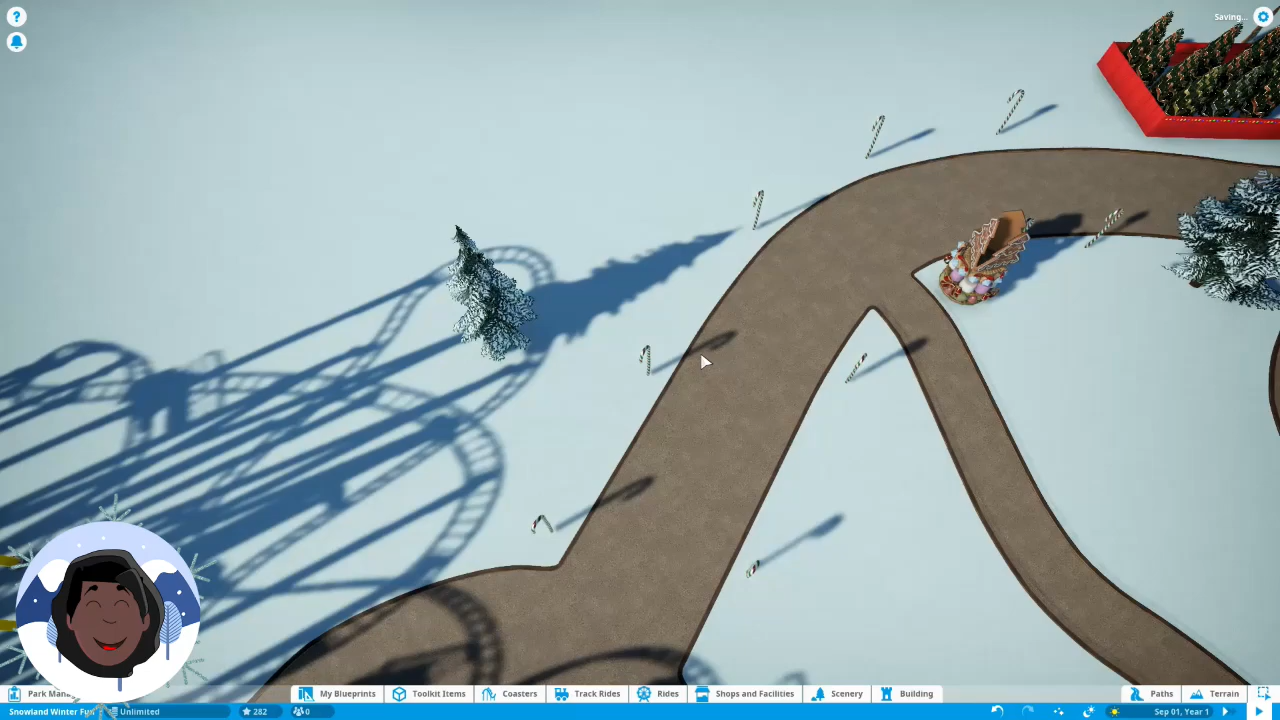 ?
Saving...
Park Mana
My Blueprints
Toolkit Items
Coasters
Track Rides
Rides
Shops and Facilities
Scenery
Building
Paths
Terrain
Snowland Winter Fun
Unlimited
282
0
Sep 01, Year 1